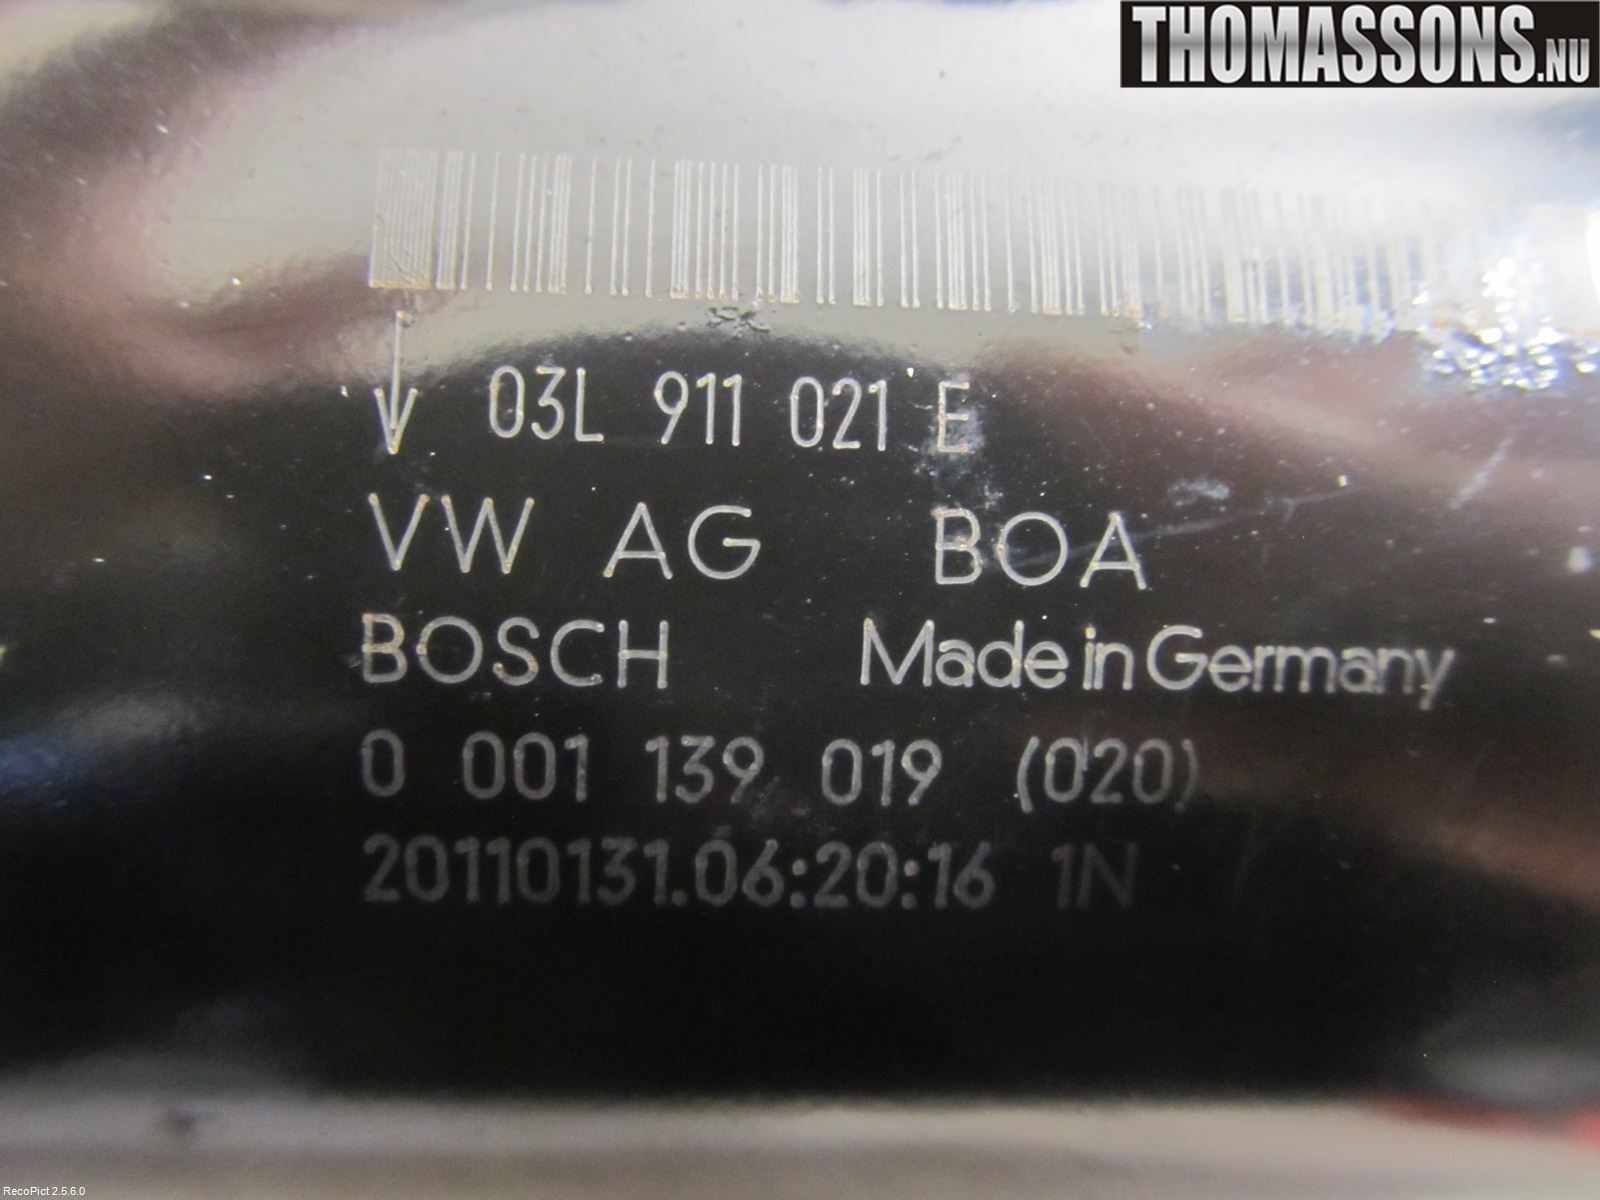 THOMASSONS.NU
03L 911 021 E
VW AG BOA
BOSCH Made in Germany
0 001 139 019 (020)
20110131.06:20:16 1N
RecoPict 2.5.6.0